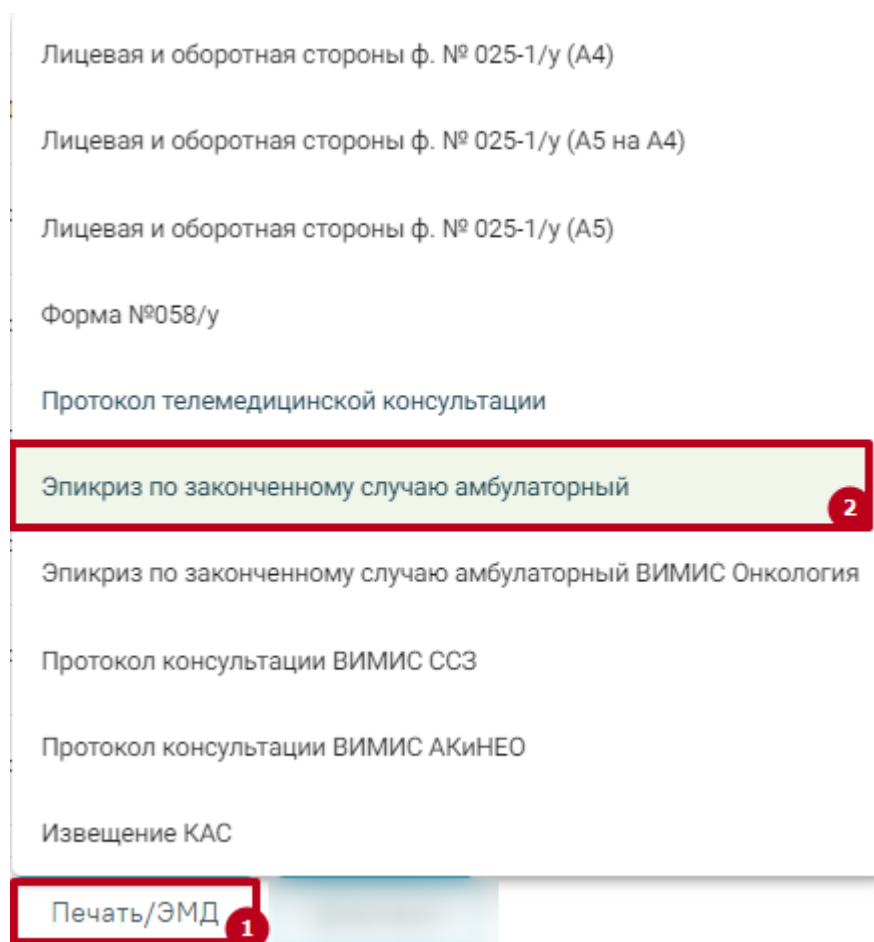 Лицевая и оборотная стороны ф. № 025-1/у (А4)
Лицевая и оборотная стороны ф. № 025-1/у (А5 на А4)
Лицевая и оборотная стороны ф. № 025-1/у (А5)
Форма №058/у
Протокол телемедицинской консультации
Эпикриз по законченному случаю амбулаторный
2
Эпикриз по законченному случаю амбулаторный ВИМИС Онкология
Протокол консультации ВИМИС ССЗ
Протокол консультации ВИМИС АКиНЕО
Извещение КАС
Печать/ЭМД
1